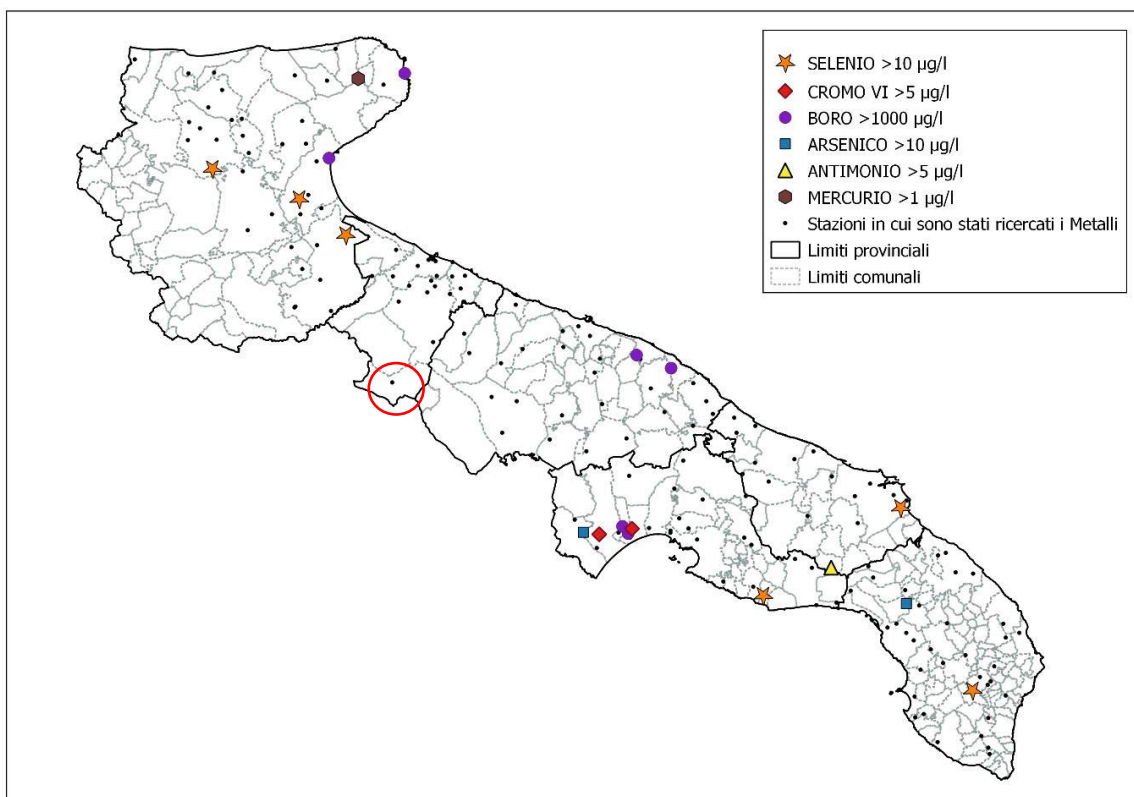 SELENIO >10 µg/l
CROMO VI >5 µg/l
BORO >1000 µg/l
ARSENICO >10 µg/l
ANTIMONIO >5 µg/l
MERCURIO >1 µg/l
Stazioni in cui sono stati ricercati i Metalli
Limiti provinciali
Limiti comunali